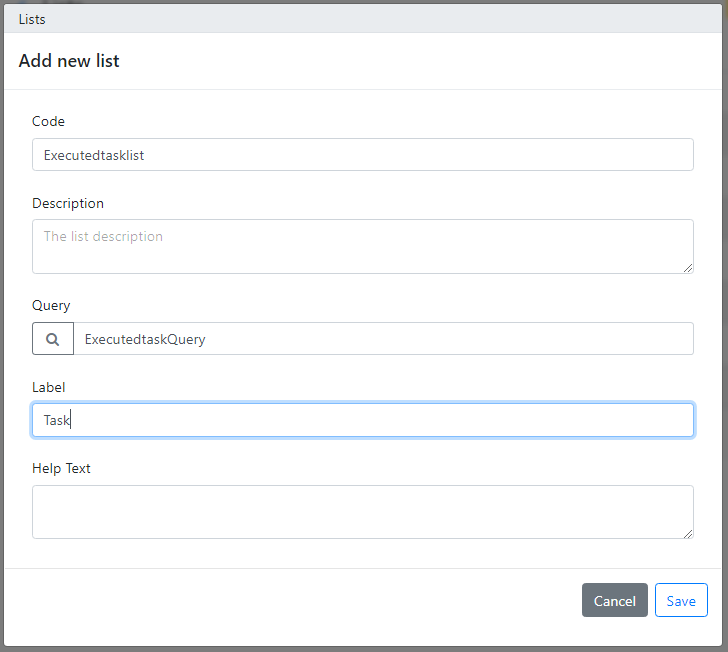 Lists
Add new list
Code
Executedtasklist
Description
The list description
Query
ExecutedtaskQuery
Label
Task
Help Text
Cancel Save